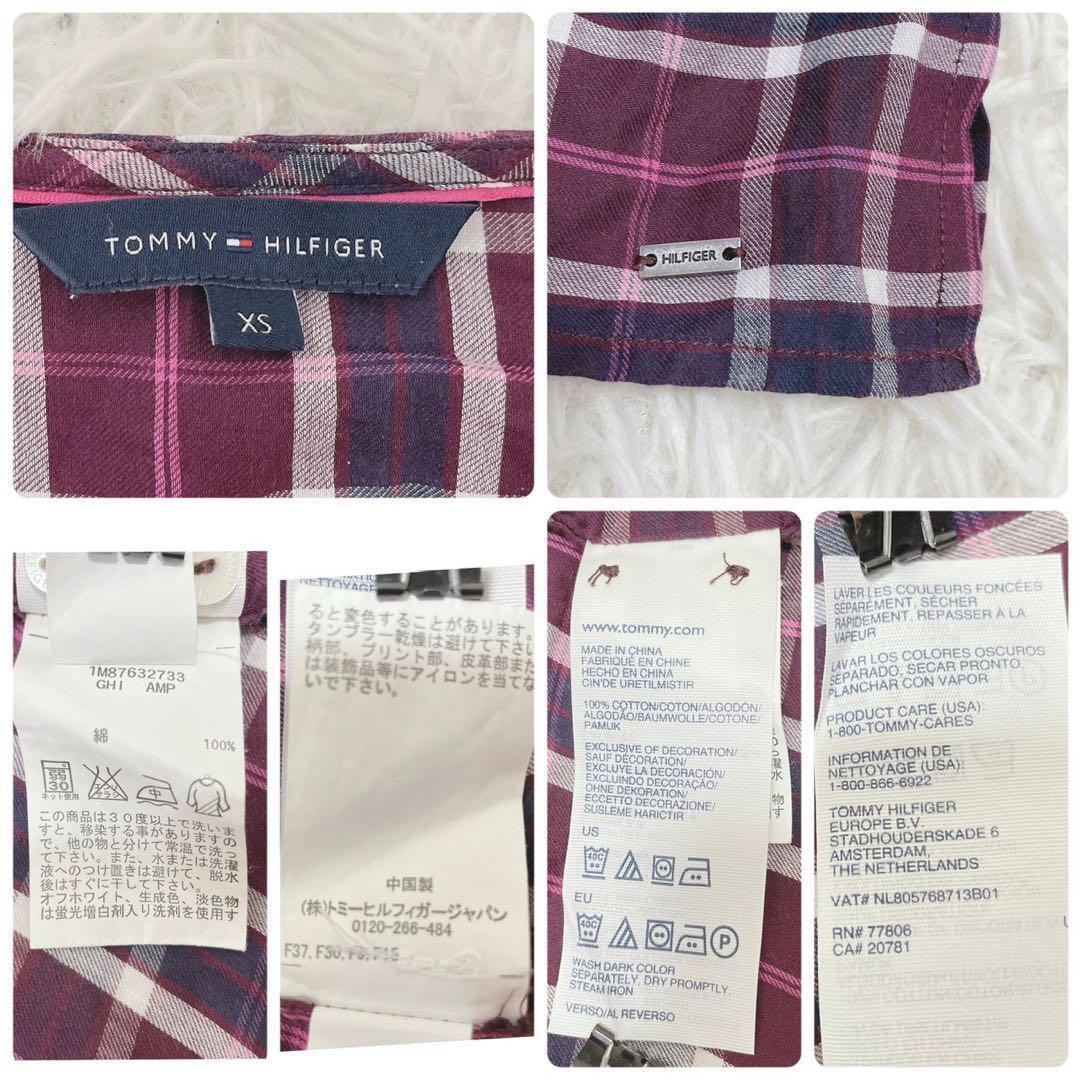 TOMMY HILFIGER
XS
HILFIGER
1M87632733
GHI AMP
綿 100%
弱
30
ネット使用
中
この商品は30度以上で洗いま
すと、移染する事がありますの
で、他の物と分けて常温で洗っ
て下さい。また、水または洗濯
液へのつけ置きは避けて、脱水
後はすぐに干して下さい。
オフホワイト、生成色、淡色物
は蛍光増白剤入り洗剤を使用す
NETTOYAGE
ると変色することがあります。
タンブラー乾燥は避けて下さい
柄部、プリント部、皮革部また
は装飾品等にアイロンを当てな
いで下さい。
中国製
(株)トミーヒルフィガージャパン
0120-266-484
F37, F30, F9, F15
www.tommy.com
MADE IN CHINA
FABRIQUÉ EN CHINE
HECHO EN CHINA
CIN'DE URETILMISTIR
100% COTTON/COTON/ALGODÓN/
ALGODÃO/BAUMWOLLE/COTONE/
PAMUK
EXCLUSIVE OF DECORATION/
SAUF DÉCORATION/
EXCLUYE LA DECORACIÓN/
EXCLUINDO DECORAÇÃO/
OHNE DEKORATION/
ECCETTO DECORAZIONE/
SUSLEME HARICTIR
US
40C
EU
40C
P
WASH DARK COLOR
SEPARATELY, DRY PROMPTLY.
STEAM IRON
VERSO/AL REVERSO
LAVER LES COULEURS FONCÉES
SÉPARÉMENT, SÉCHER
RAPIDEMENT. REPASSER À LA
VAPEUR
LAVAR LOS COLORES OSCUROS
SEPARADO, SECAR PRONTO,
PLANCHAR CON VAPOR
PRODUCT CARE (USA):
1-800-TOMMY-CARES
INFORMATION DE
NETTOYAGE (USA):
1-800-866-6922
TOMMY HILFIGER
EUROPE B.V.
STADHOUDERSKADE 6
AMSTERDAM,
THE NETHERLANDS
VAT# NL805768713B01
RN# 77806
CA# 20781